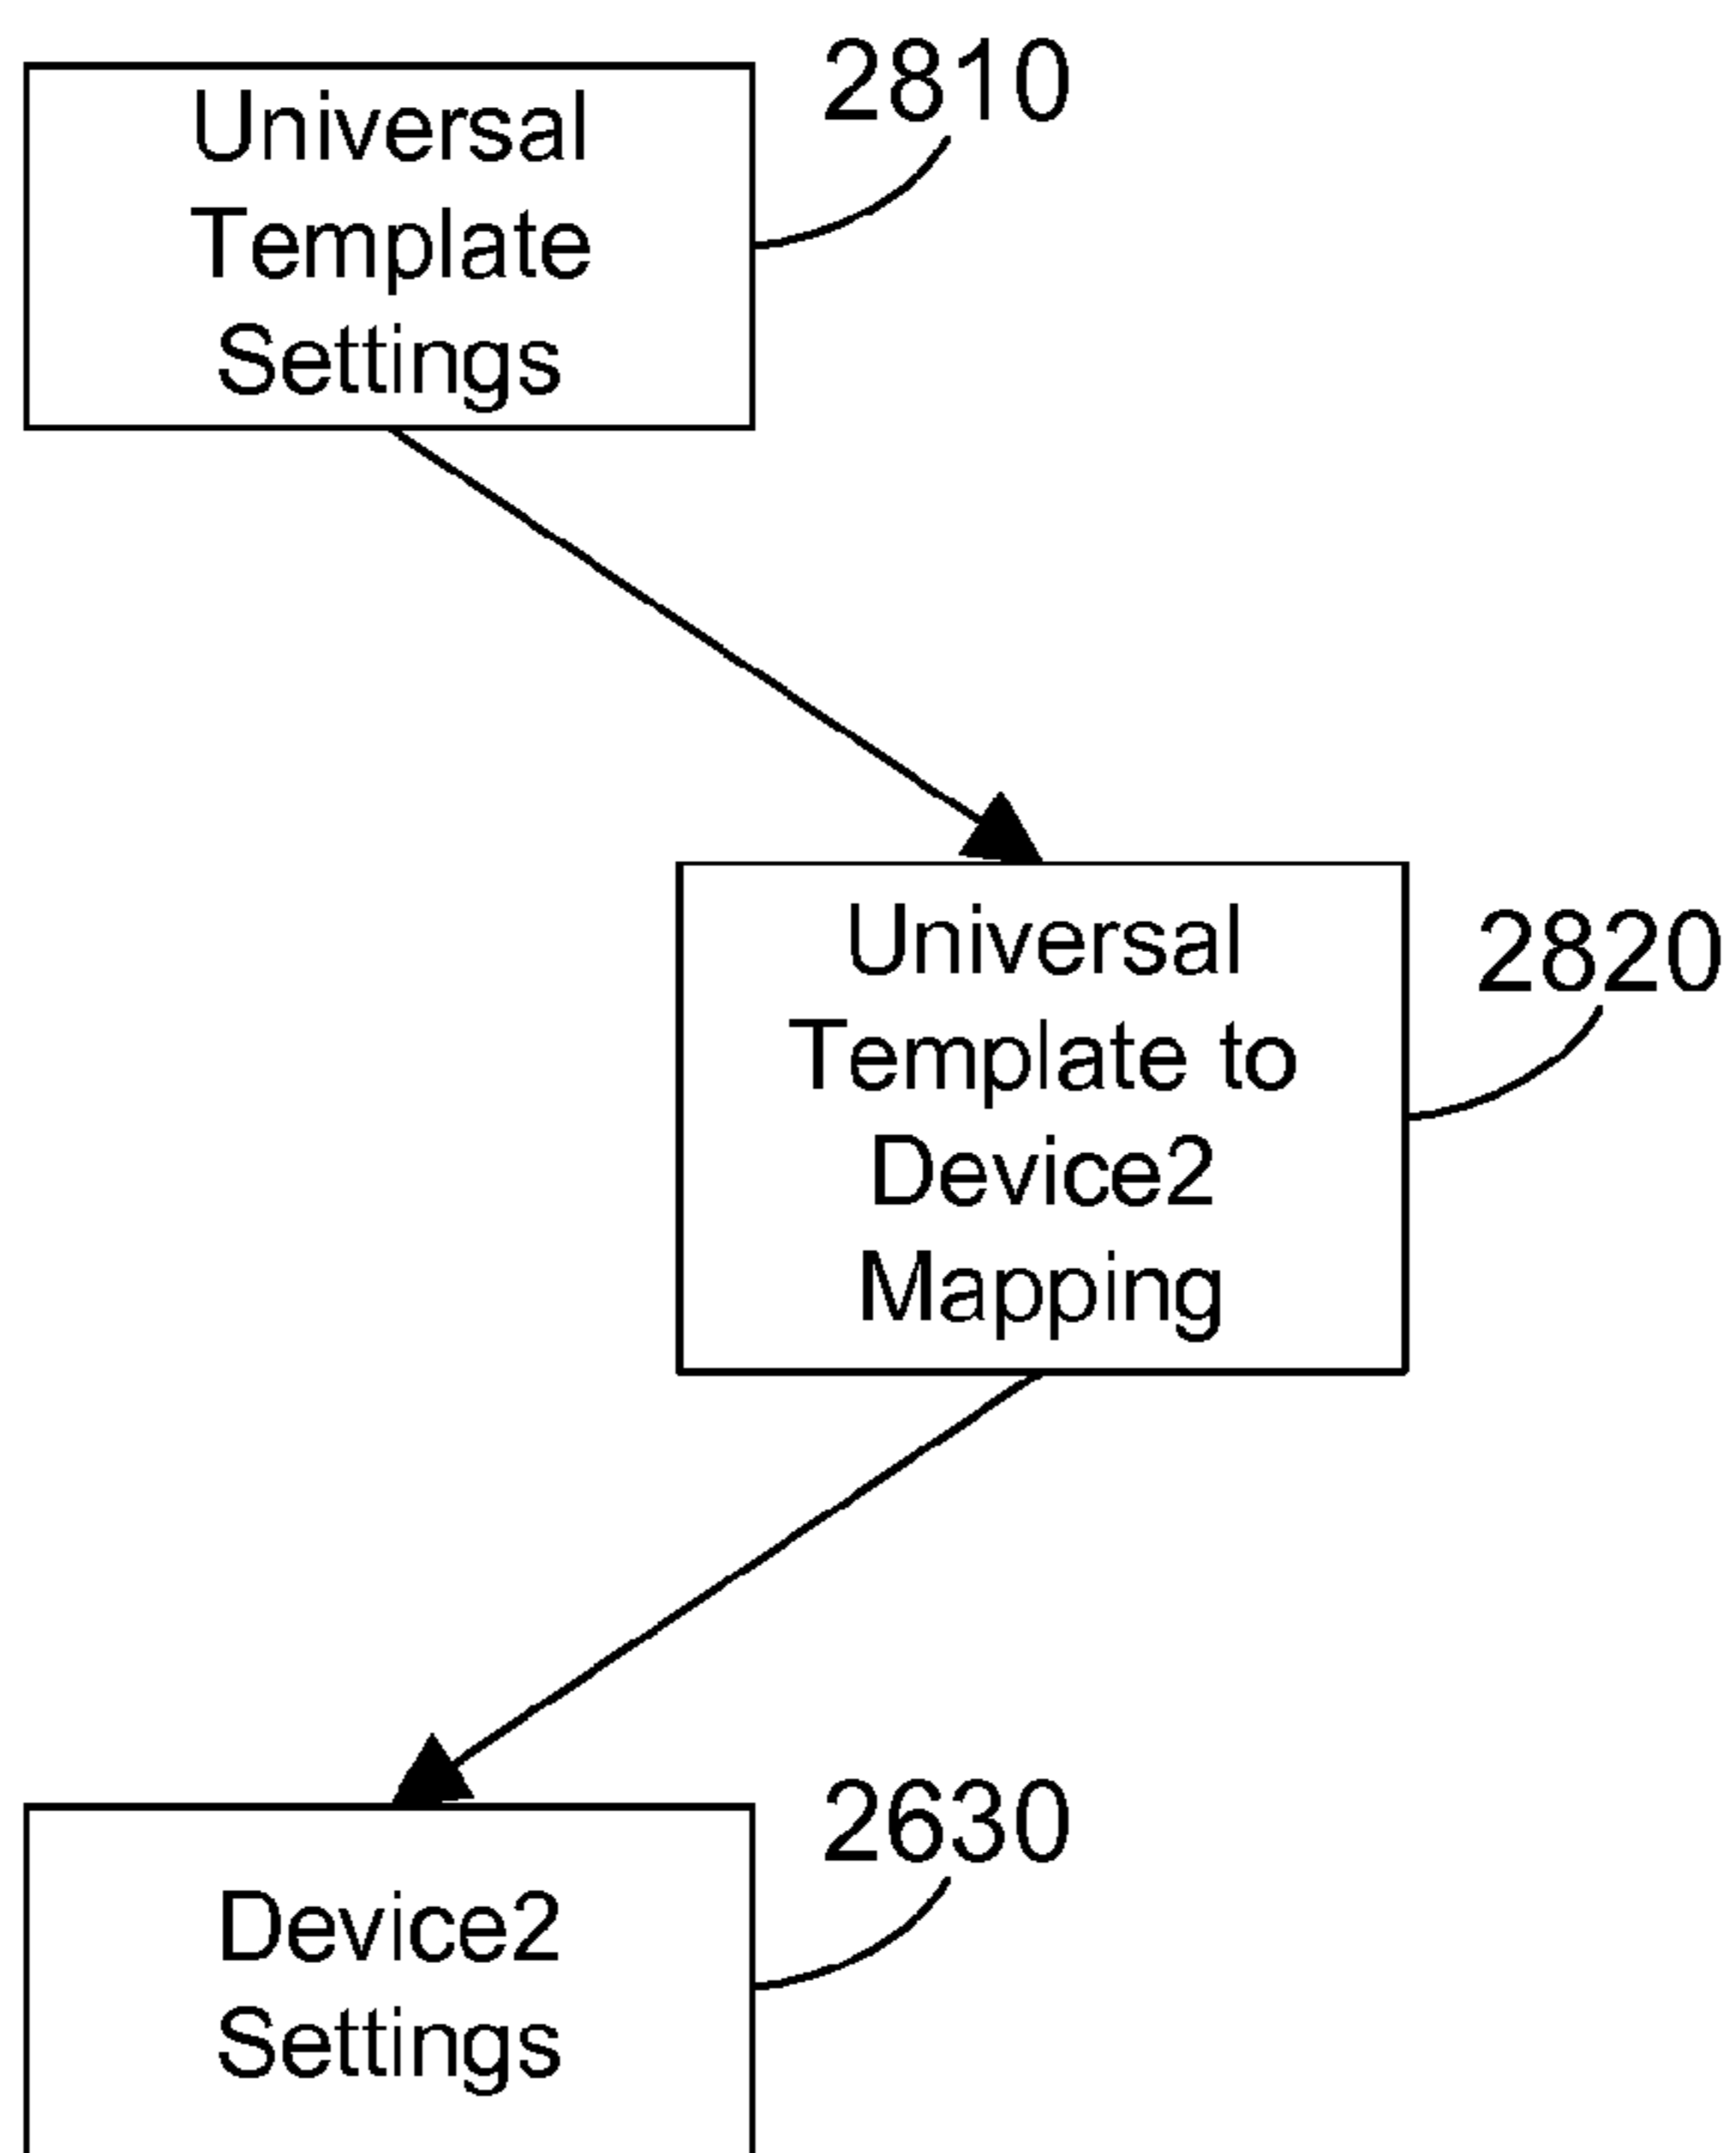 2810
Universal
Template
Settings
2820
Universal
Template to
Device2
Mapping
2630
Device2
Settings